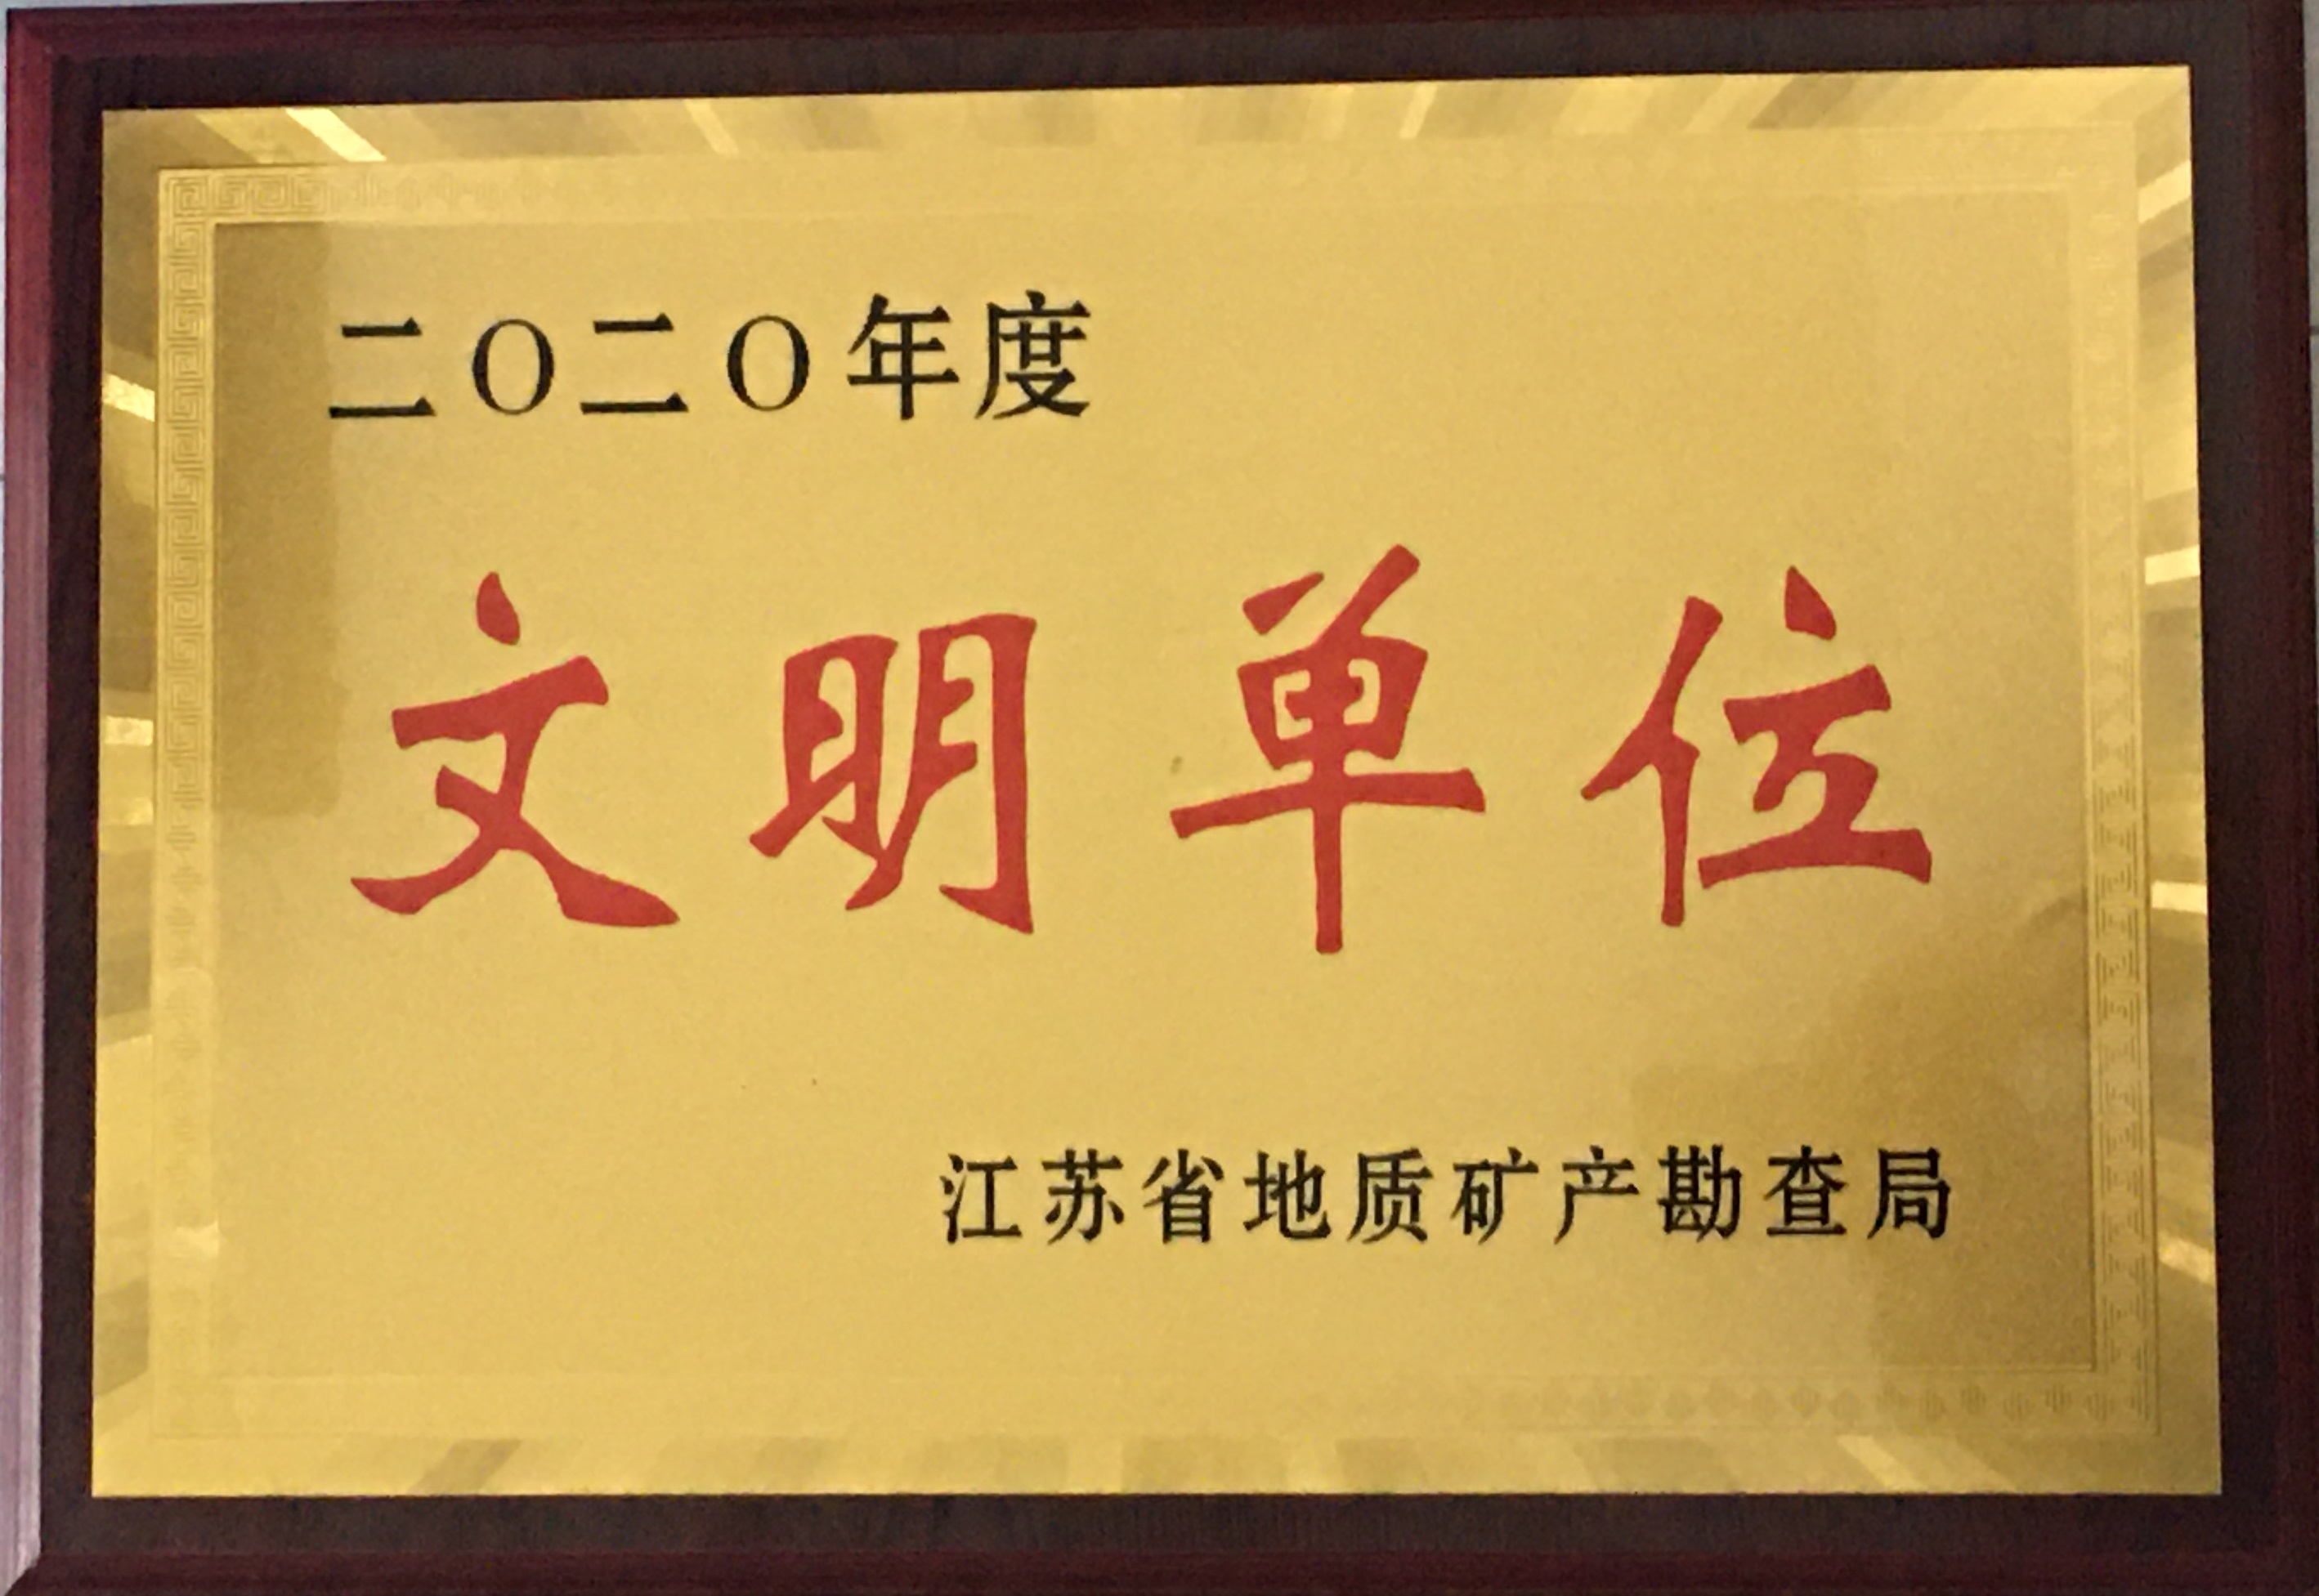 二〇二〇年度
文明单位
江苏省地质矿产勘查局